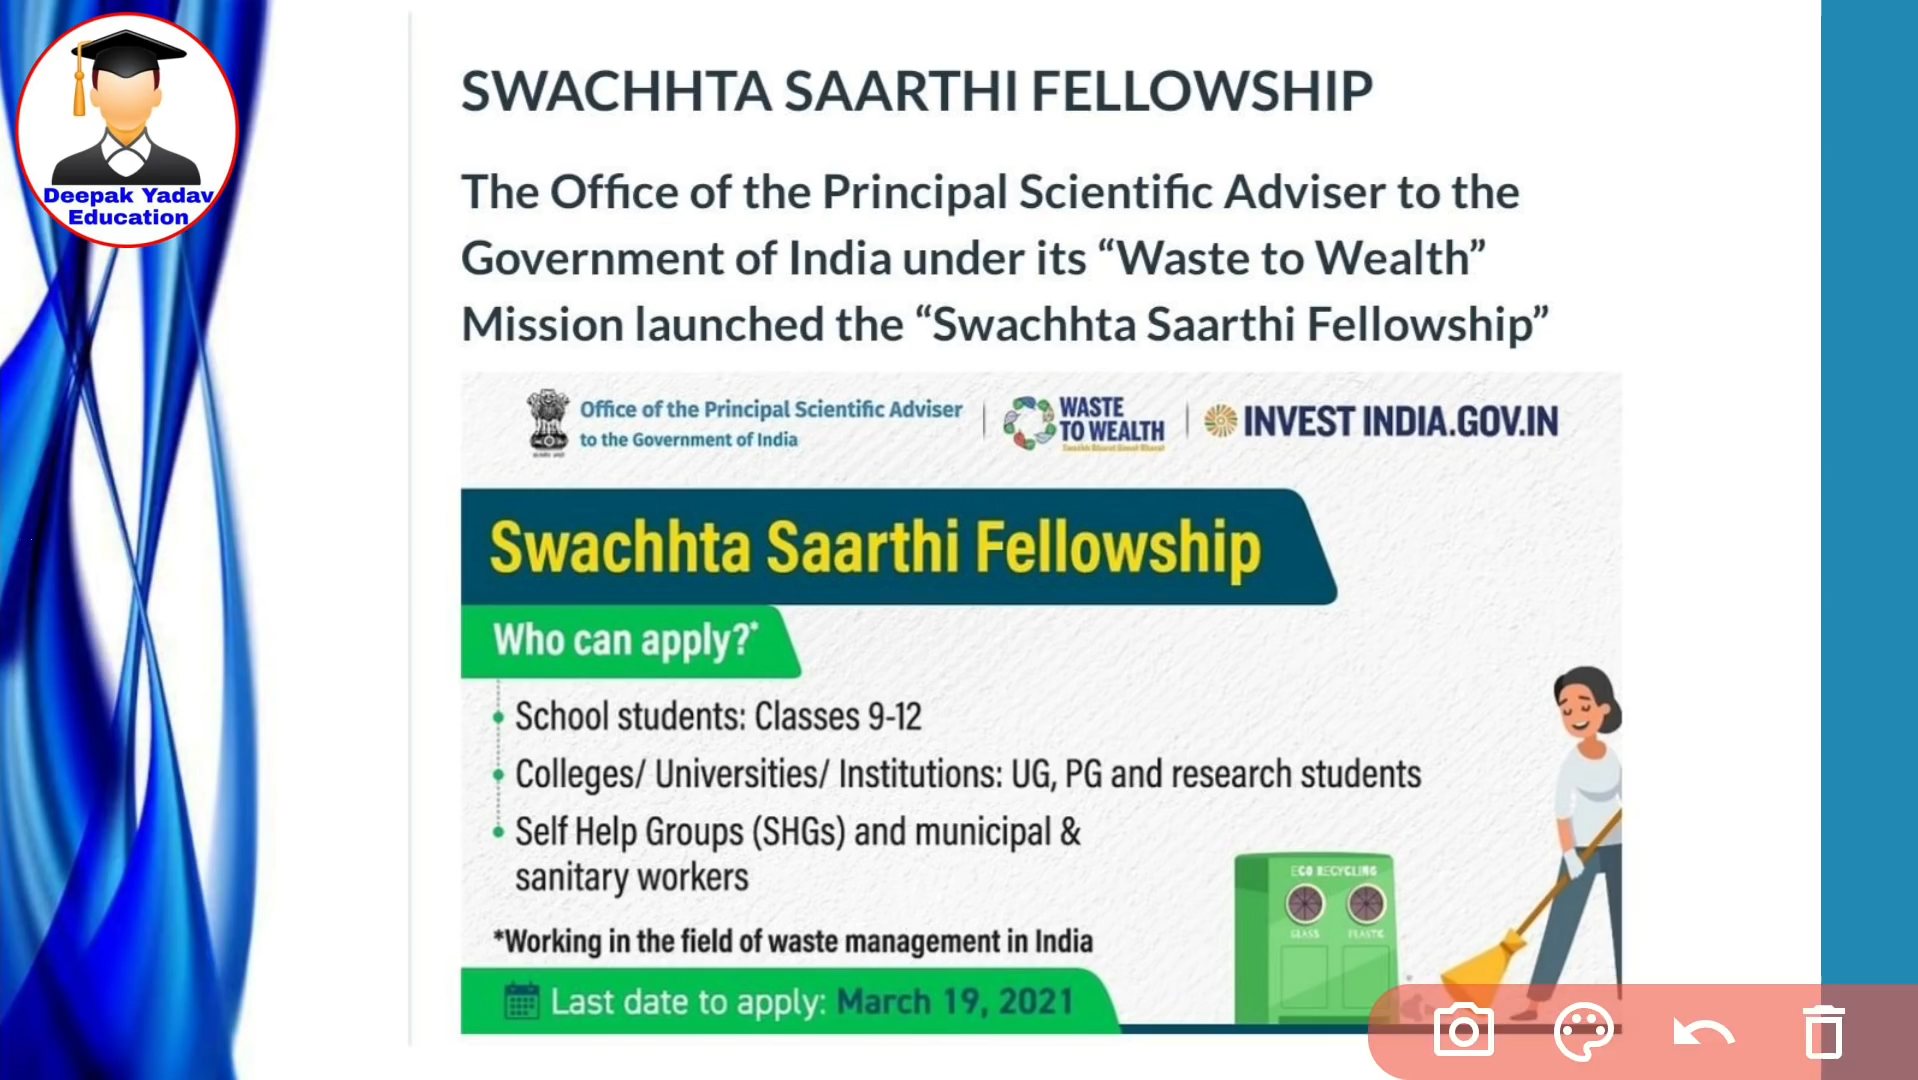 Deepak Yadav
Education
SWACHHTA SAARTHI FELLOWSHIP
The Office of the Principal Scientific Adviser to the
Government of India under its “Waste to Wealth”
Mission launched the “Swachhta Saarthi Fellowship”
Office of the Principal Scientific Adviser
to the Government of India
WASTE
TO WEALTH
INVEST INDIA.GOV.IN
Swachhta Saarthi Fellowship
Who can apply?*
School students: Classes 9-12
Colleges/ Universities/ Institutions: UG, PG and research students
Self Help Groups (SHGs) and municipal &
sanitary workers
*Working in the field of waste management in India
Last date to apply: March 19, 2021
ECO RECYCLING
GLASS PLASTIC